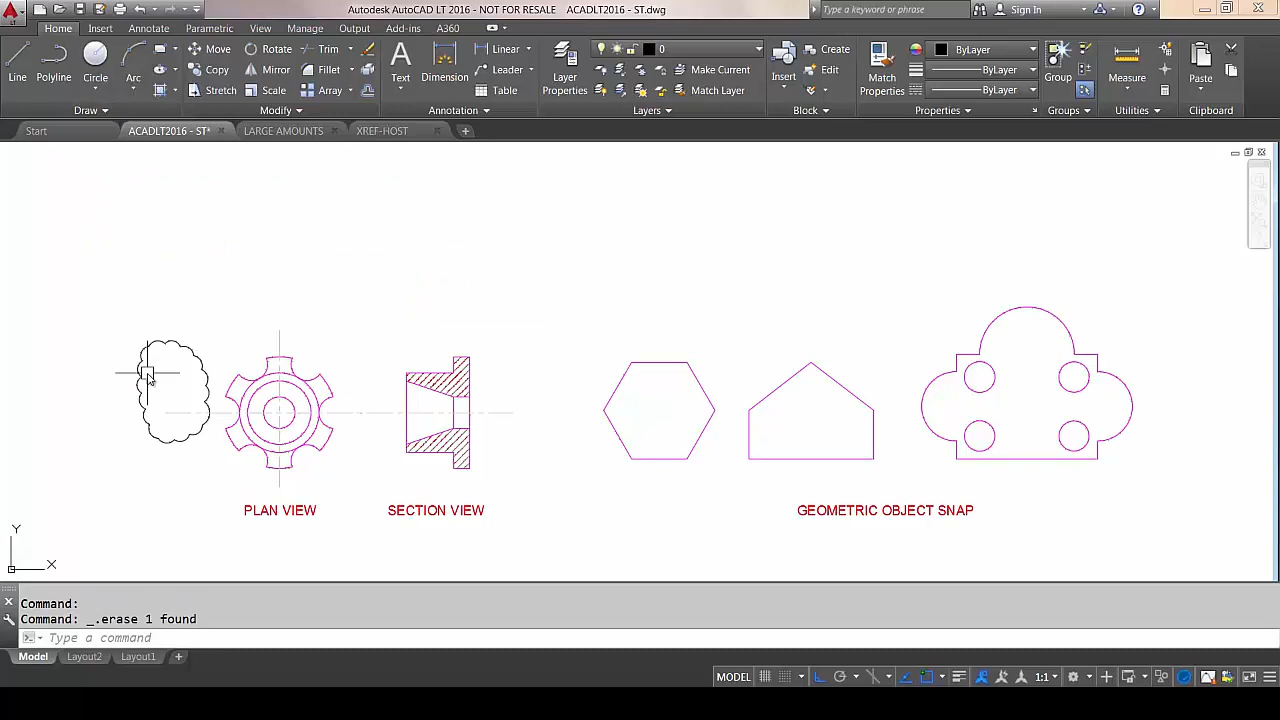 Autodesk AutoCAD LT 2016 - NOT FOR RESALE ACADLT2016 - ST.dwg
Type a keyword or phrase
Sign In
LT
Home Insert Annotate Parametric View Manage Output Add-ins A360
Line Polyline Circle Arc
Move Rotate Trim
Copy Mirror Fillet
Stretch Scale Array
Text Dimension
Linear
Leader
Table
Layer Properties
0
Make Current
Match Layer
Insert
Create
Edit
Match Properties
ByLayer
ByLayer
ByLayer
Group
Measure
Paste
Draw Modify Annotation Layers Block Properties Groups Utilities Clipboard
Start ACADLT2016 - ST* LARGE AMOUNTS XREF-HOST
PLAN VIEW SECTION VIEW GEOMETRIC OBJECT SNAP
Y
X
Command:
Command: _.erase 1 found
Type a command
Model Layout2 Layout1
MODEL 1:1